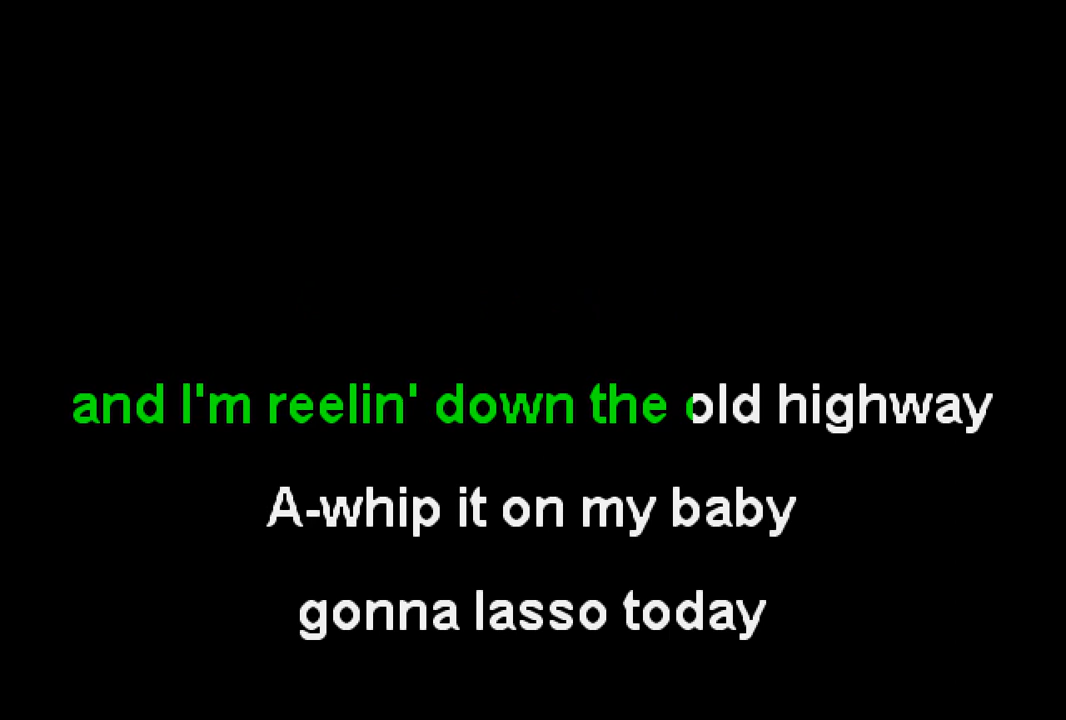 and I'm reelin' down the old highway
A-whip it on my baby
gonna lasso today